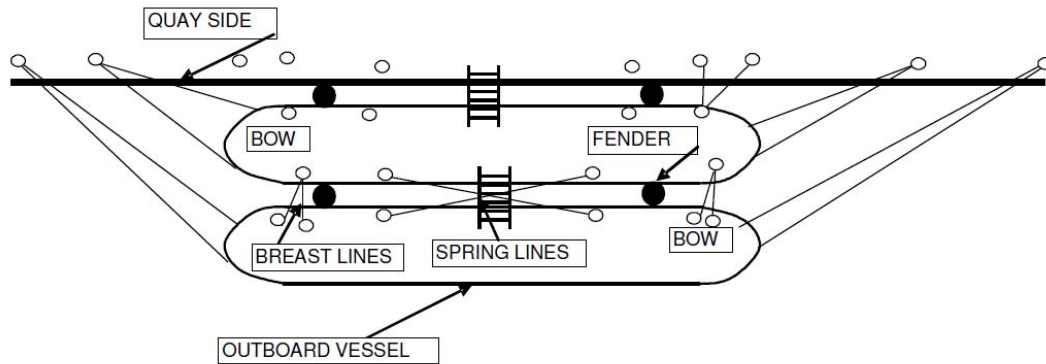 QUAY SIDE
BOW
FENDER
BREAST LINES
SPRING LINES
BOW
OUTBOARD VESSEL